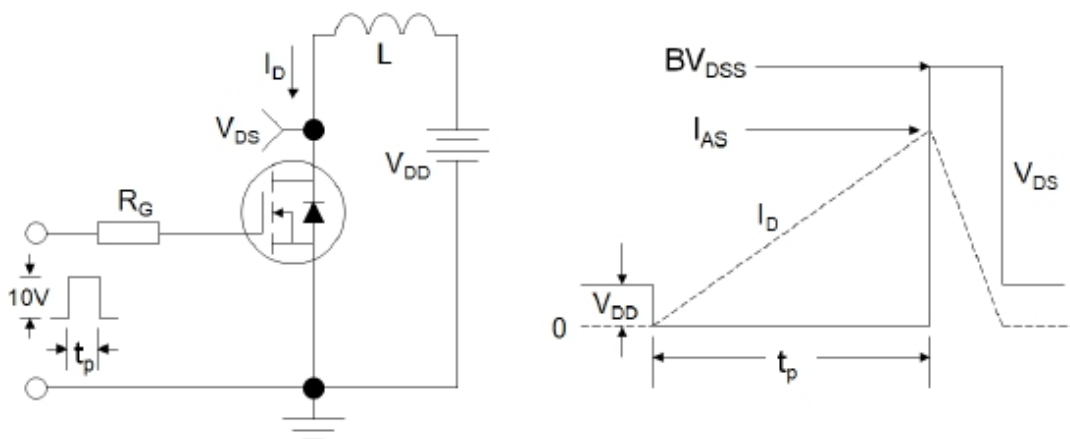 I_D
L
V_DS
V_DD
R_G
10V
t_p
BV_DSS
I_AS
V_DS
I_D
V_DD
0
t_p